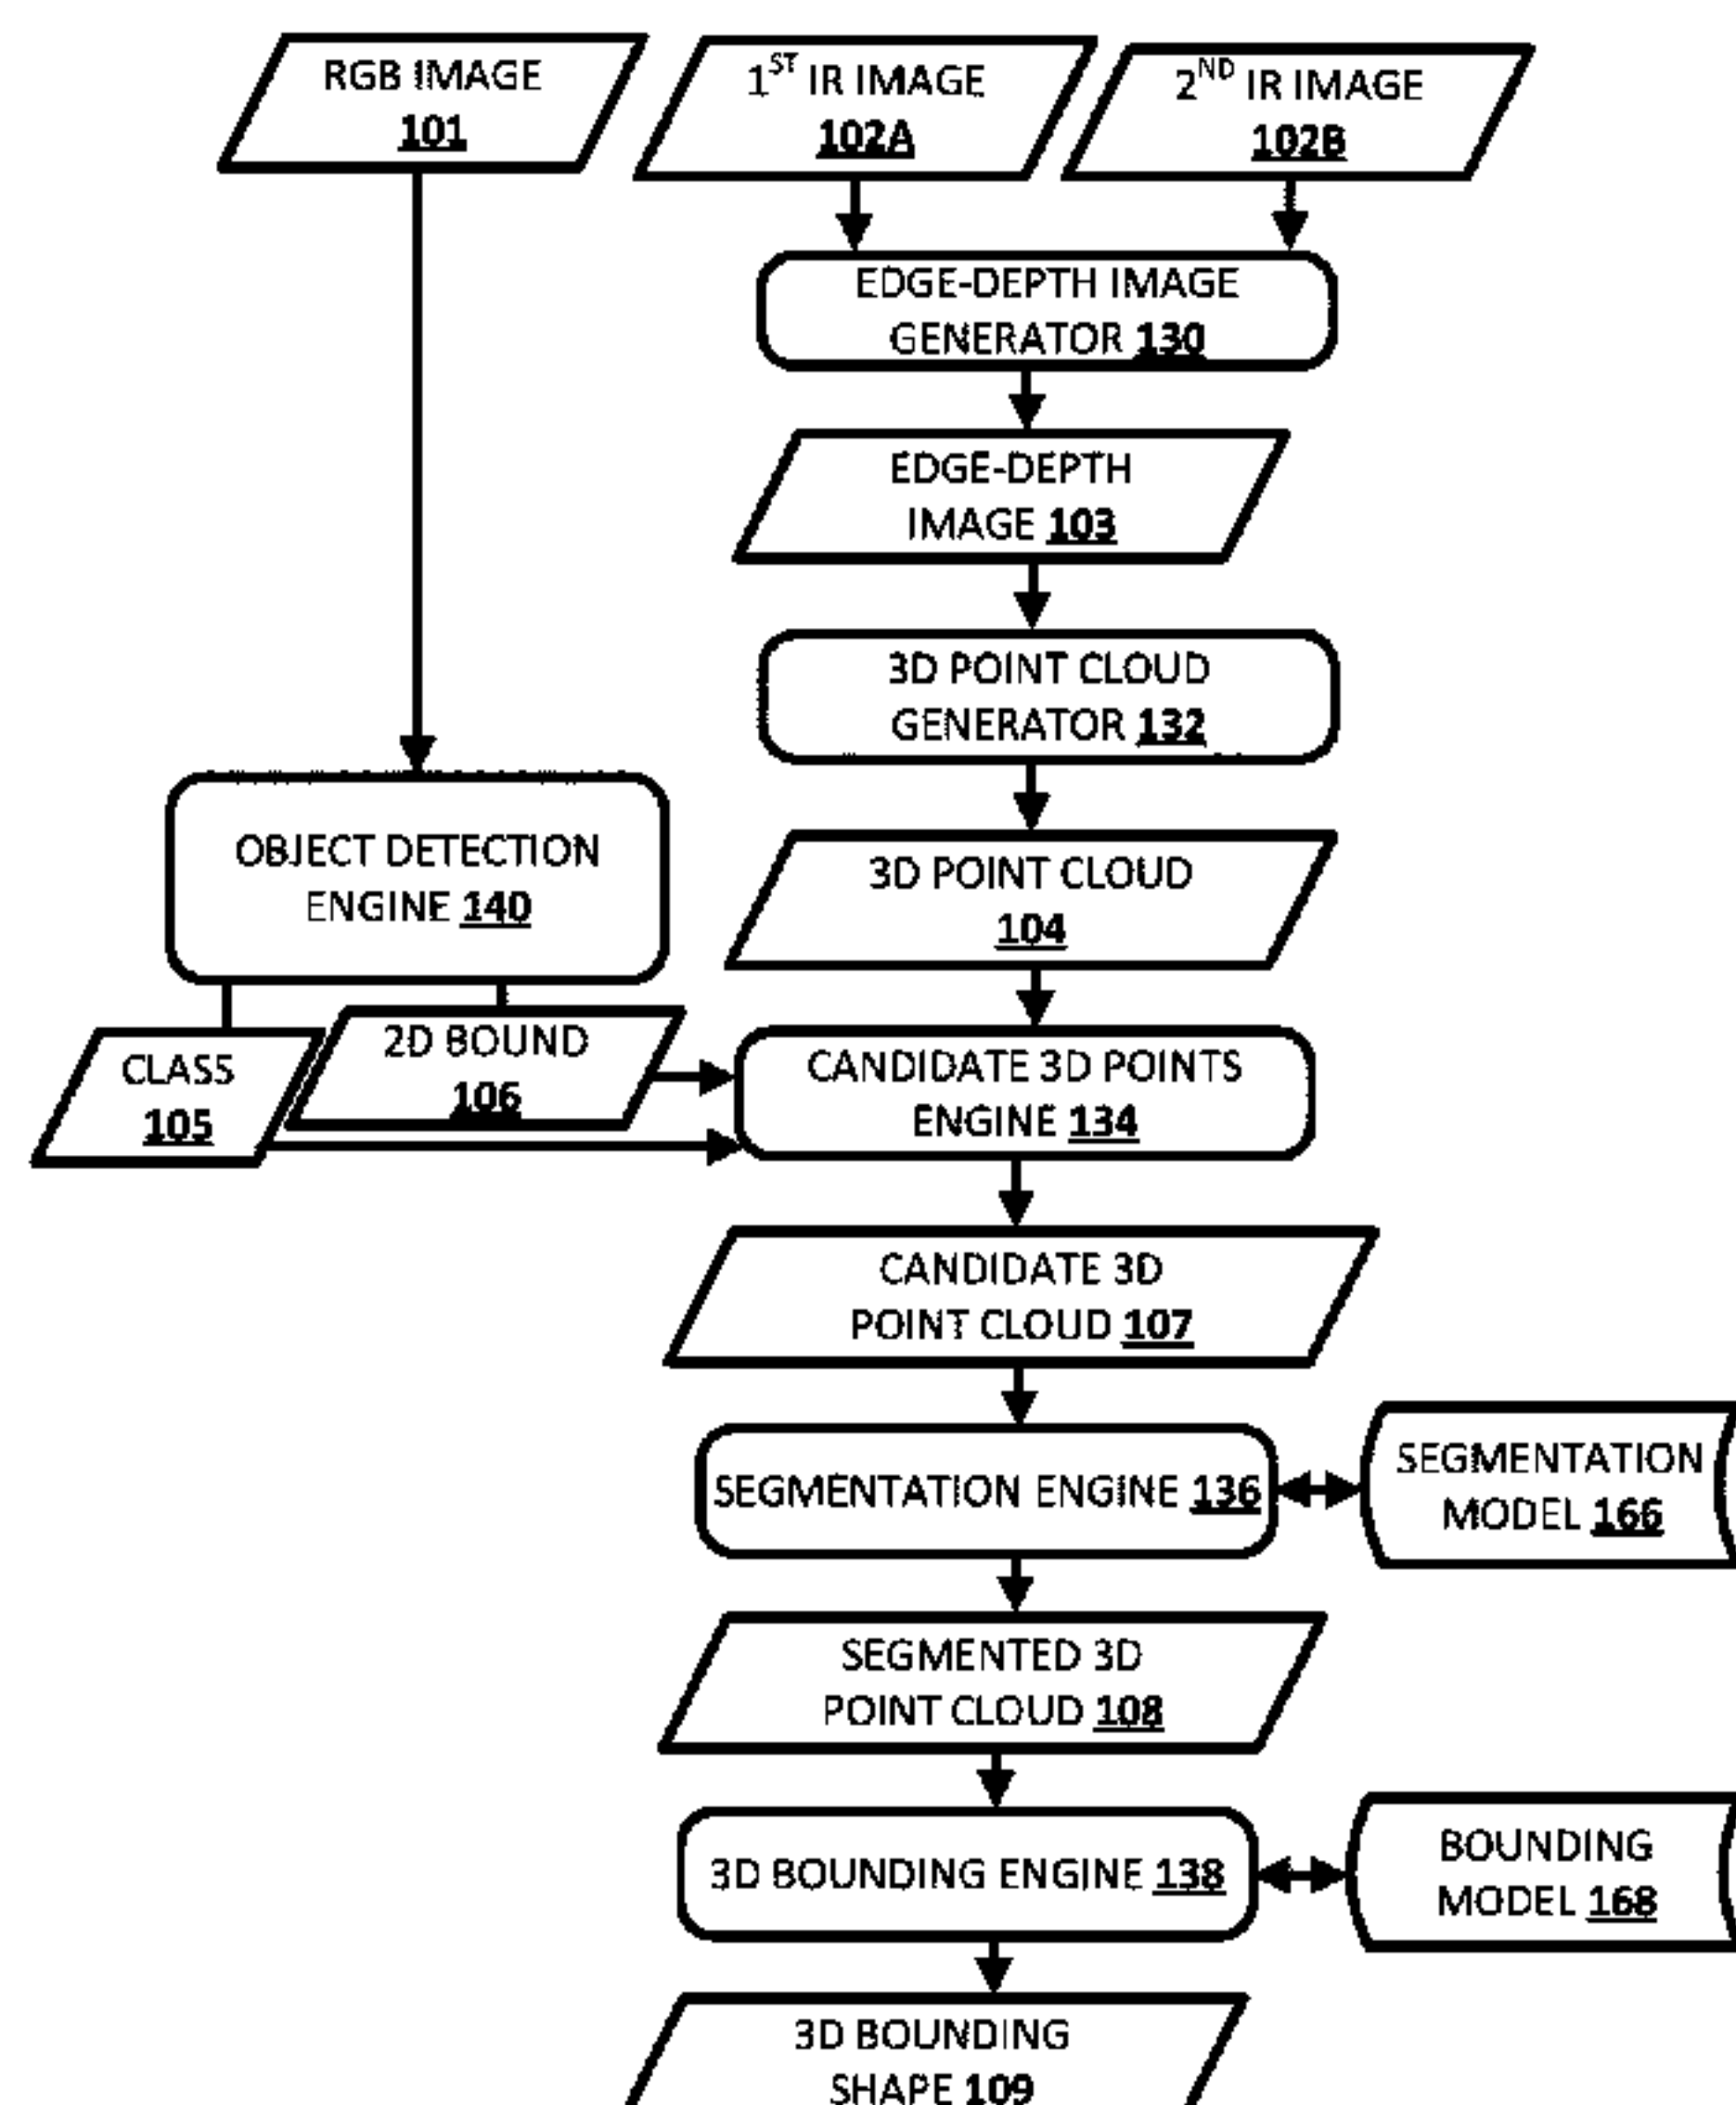 RGB IMAGE
101
1ST IR IMAGE
102A
2ND IR IMAGE
102B
EDGE-DEPTH IMAGE
GENERATOR 130
EDGE-DEPTH
IMAGE 103
3D POINT CLOUD
GENERATOR 132
OBJECT DETECTION
ENGINE 140
3D POINT CLOUD
104
CLASS
105
2D BOUND
106
CANDIDATE 3D POINTS
ENGINE 134
CANDIDATE 3D
POINT CLOUD 107
SEGMENTATION ENGINE 136
SEGMENTATION
MODEL 166
SEGMENTED 3D
POINT CLOUD 108
3D BOUNDING ENGINE 138
BOUNDING
MODEL 168
3D BOUNDING
SHAPE 109